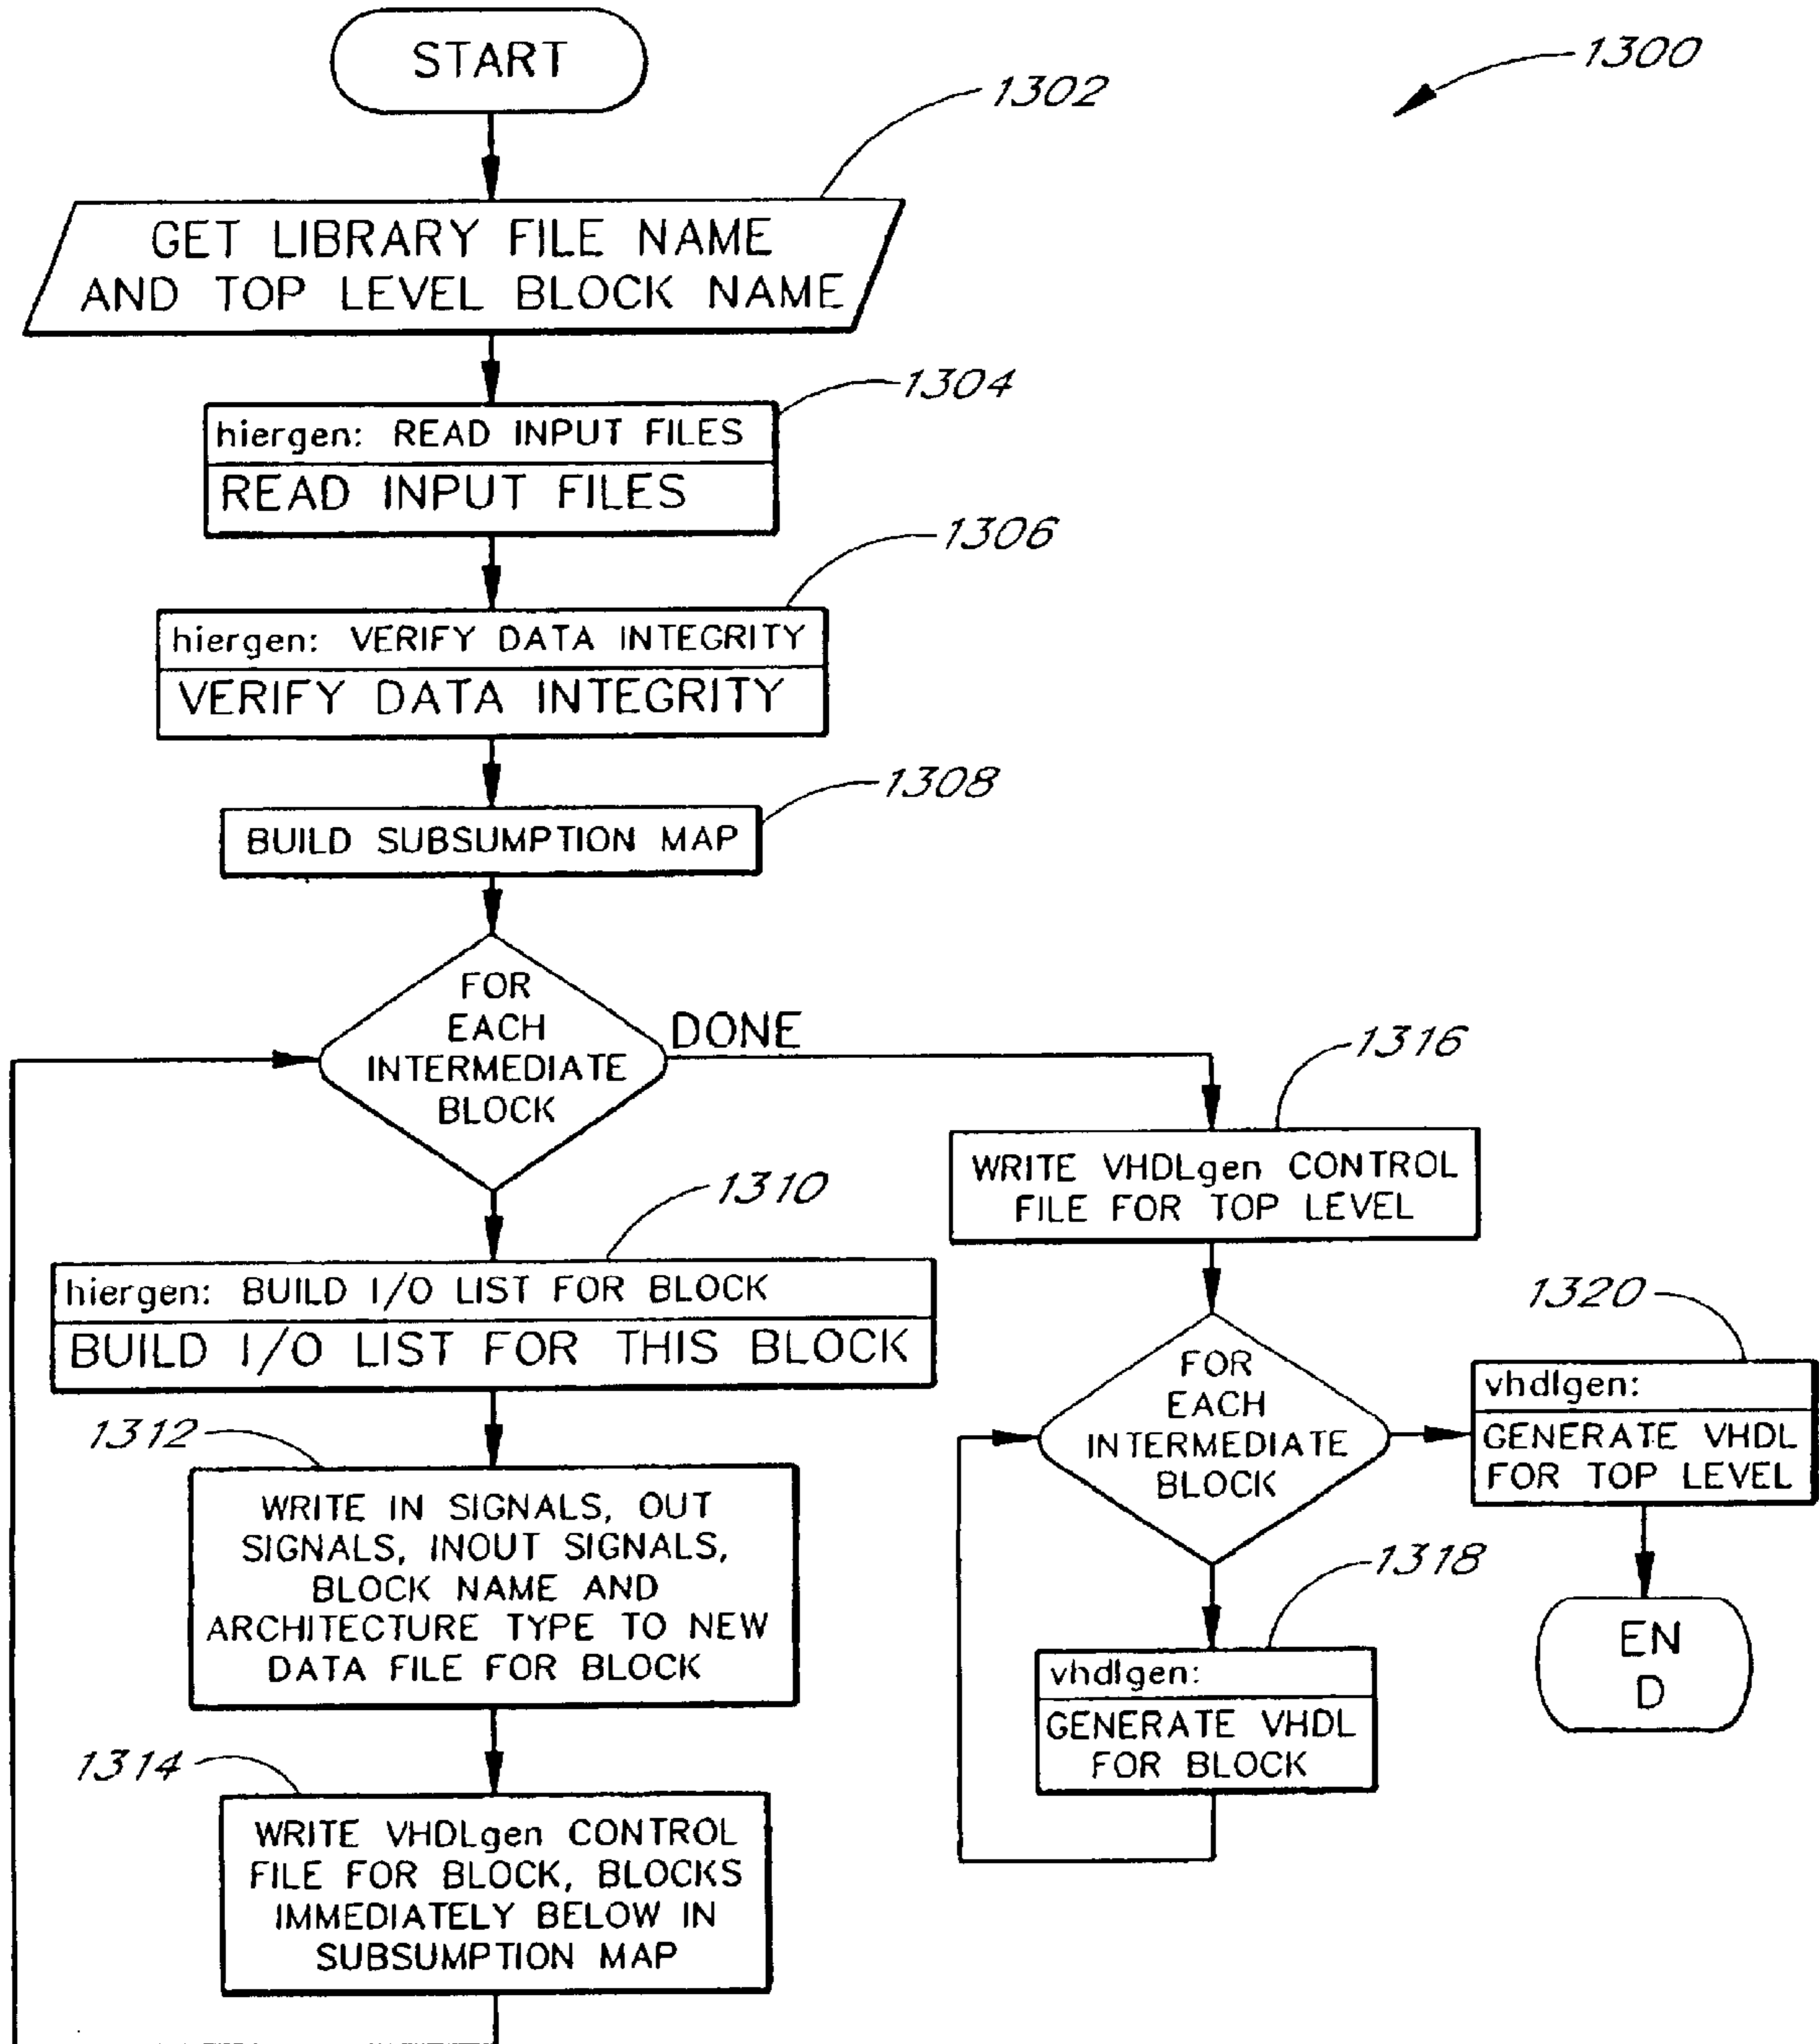 START
1300
1302
GET LIBRARY FILE NAME
AND TOP LEVEL BLOCK NAME
1304
hiergen: READ INPUT FILES
READ INPUT FILES
1306
hiergen: VERIFY DATA INTEGRITY
VERIFY DATA INTEGRITY
1308
BUILD SUBSUMPTION MAP
FOR
EACH
INTERMEDIATE
BLOCK
DONE
1310
hiergen: BUILD I/O LIST FOR BLOCK
BUILD I/O LIST FOR THIS BLOCK
1312
WRITE IN SIGNALS, OUT
SIGNALS, INOUT SIGNALS,
BLOCK NAME AND
ARCHITECTURE TYPE TO NEW
DATA FILE FOR BLOCK
1314
WRITE VHDLgen CONTROL
FILE FOR BLOCK, BLOCKS
IMMEDIATELY BELOW IN
SUBSUMPTION MAP
1316
WRITE VHDLgen CONTROL
FILE FOR TOP LEVEL
FOR
EACH
INTERMEDIATE
BLOCK
1318
vhdlgen:
GENERATE VHDL
FOR BLOCK
1320
vhdlgen:
GENERATE VHDL
FOR TOP LEVEL
EN
D